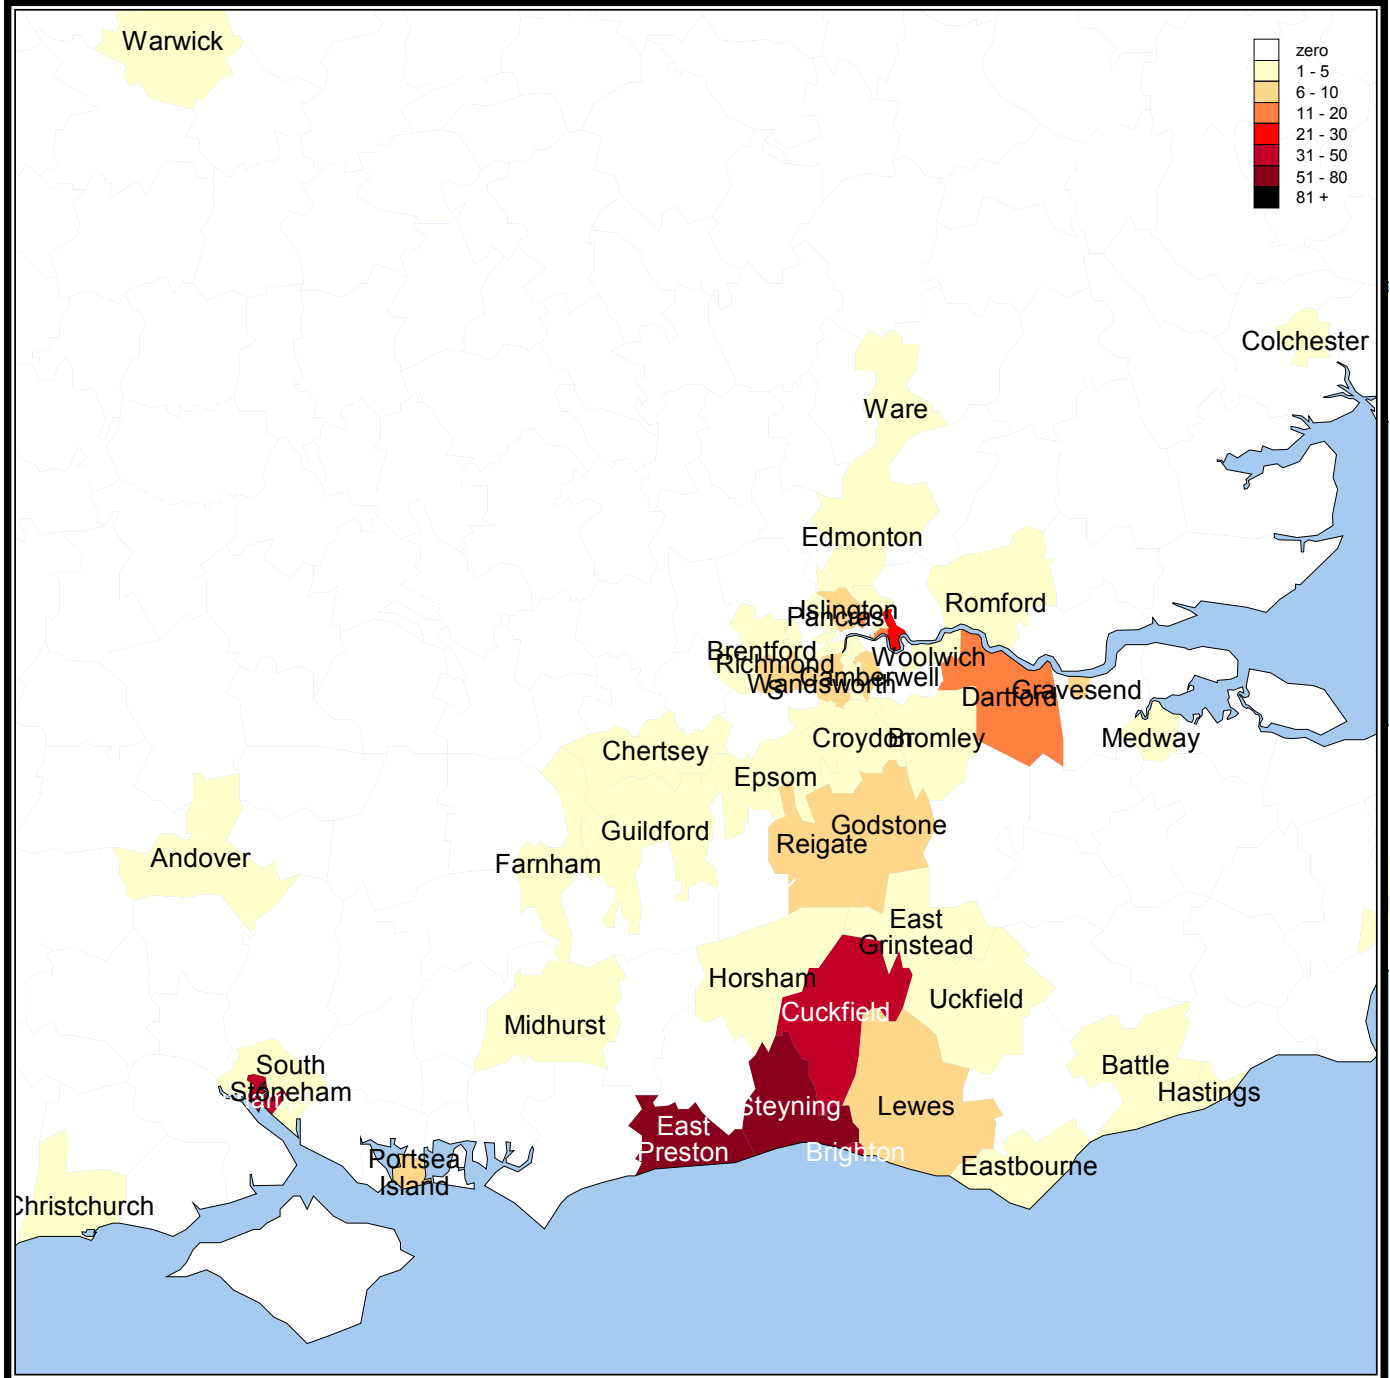 Warwick
zero
1 - 5
6 - 10
11 - 20
21 - 30
31 - 50
51 - 80
81 +
Colchester
Ware
Edmonton
Islington
Pancras
Romford
Brentford
Richmond
Woolwich
Wandsworth
Camberwell
S
Dartford
Gravesend
Chertsey
Croydon
Bromley
Medway
Epsom
Guildford
Godstone
Reigate
Andover
Farnham
East
Grinstead
Horsham
Uckfield
Cuckfield
Midhurst
South
Stoneham
Battle
Hastings
Steyning
Lewes
East
Preston
Brighton
Eastbourne
Portsea
Island
Christchurch